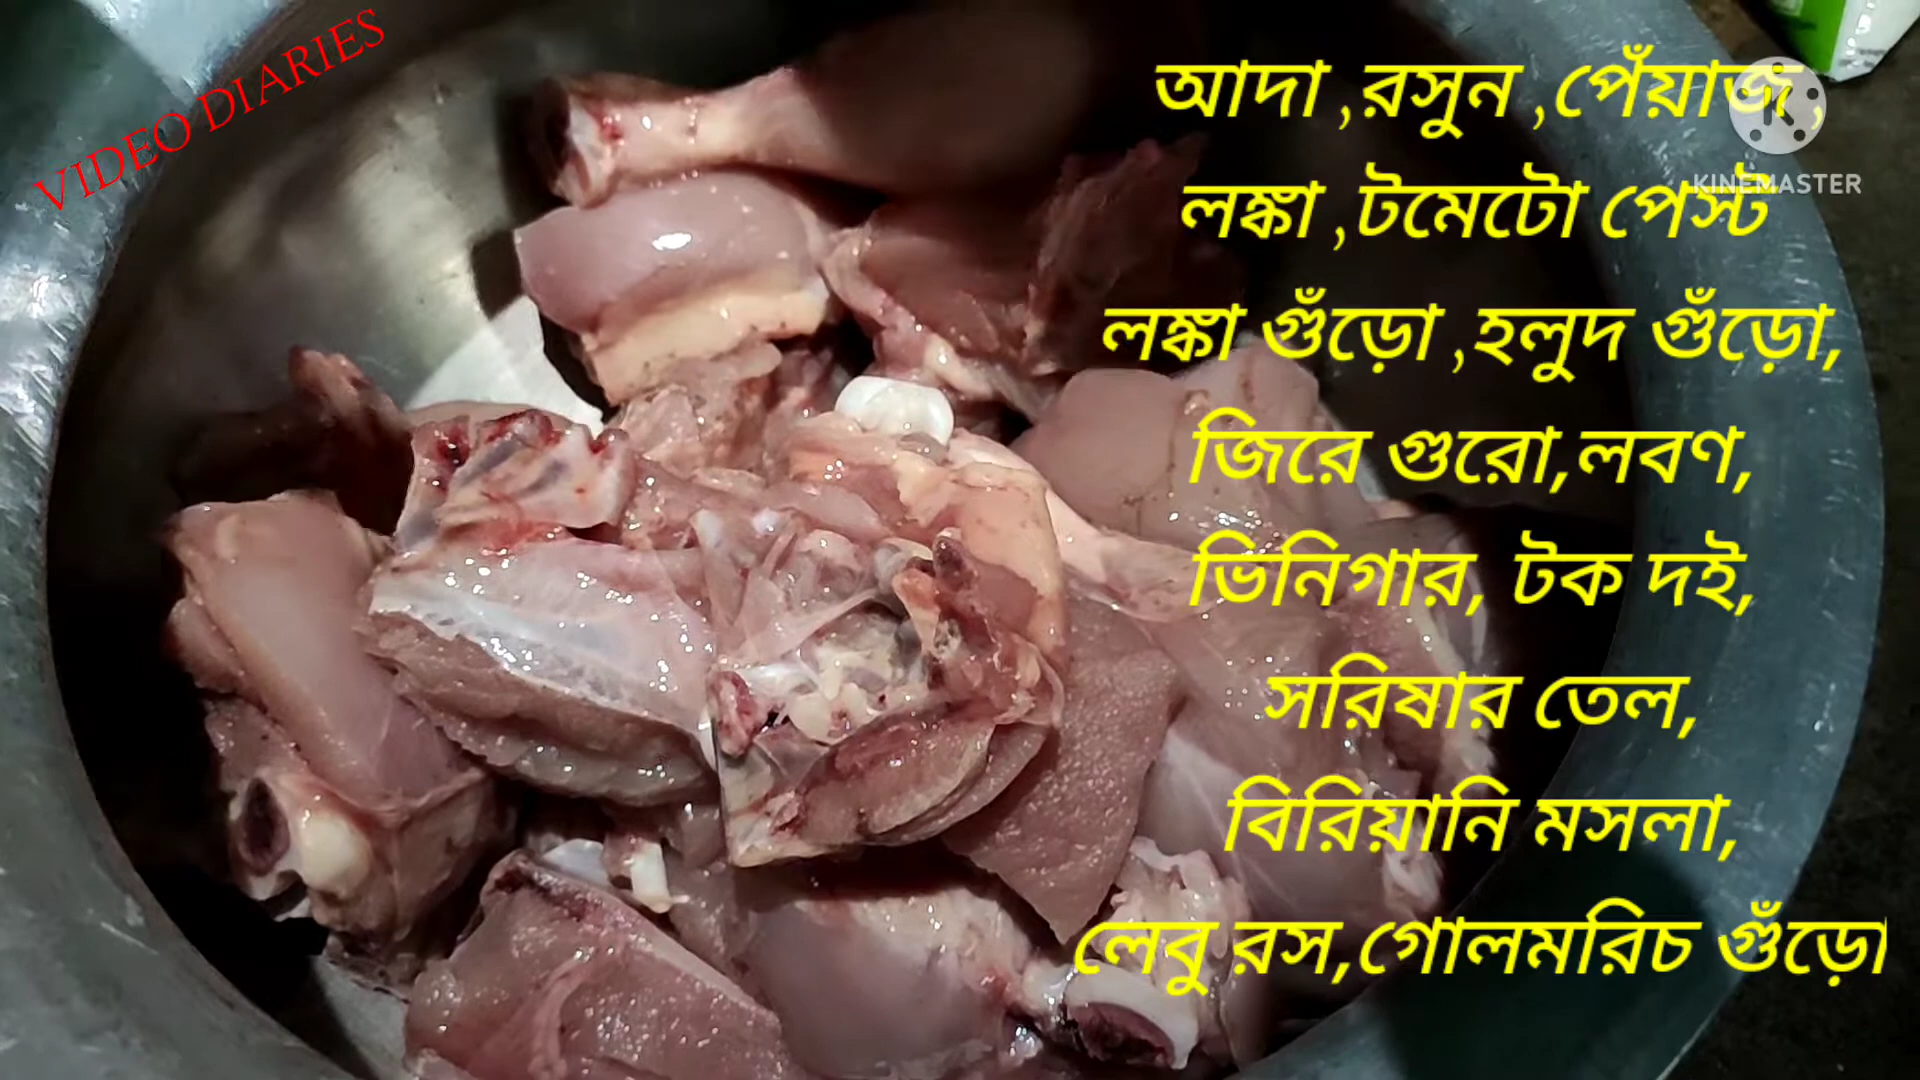 VIDEO DIARIES
আদা ,রসুন ,পেঁয়াজ ,
KINEMASTER
লঙ্কা ,টমেটো পেস্ট
লঙ্কা গুঁড়ো ,হলুদ গুঁড়ো,
জিরে গুরো,লবণ,
ভিনিগার, টক দই,
সরিষার তেল,
বিরিয়ানি মসলা,
লেবু রস,গোলমরিচ গুঁড়ো